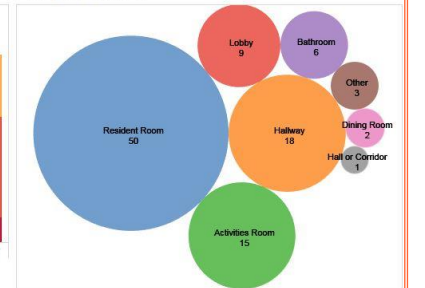 Lobby
9
Bathroom
6
Other
3
Resident Room
50
Hallway
18
Dining Room
2
Hall or Corridor
1
Activities Room
15